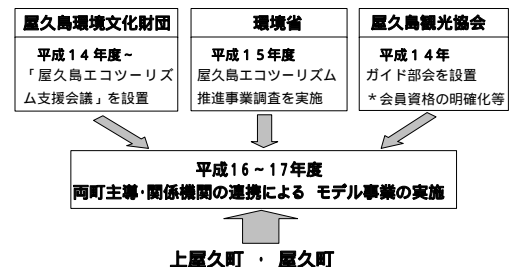 屋久島環境文化財団
平成14年度~
「屋久島エコツーリズ
ム支援会議」を設置
環境省
平成15年度
屋久島エコツーリズム
推進事業調査を実施
屋久島観光協会
平成14年
ガイド部会を設置
*会員資格の明確化等
平成16~17年度
両町主導・関係機関の連携による モデル事業の実施
上屋久町 ・ 屋久町